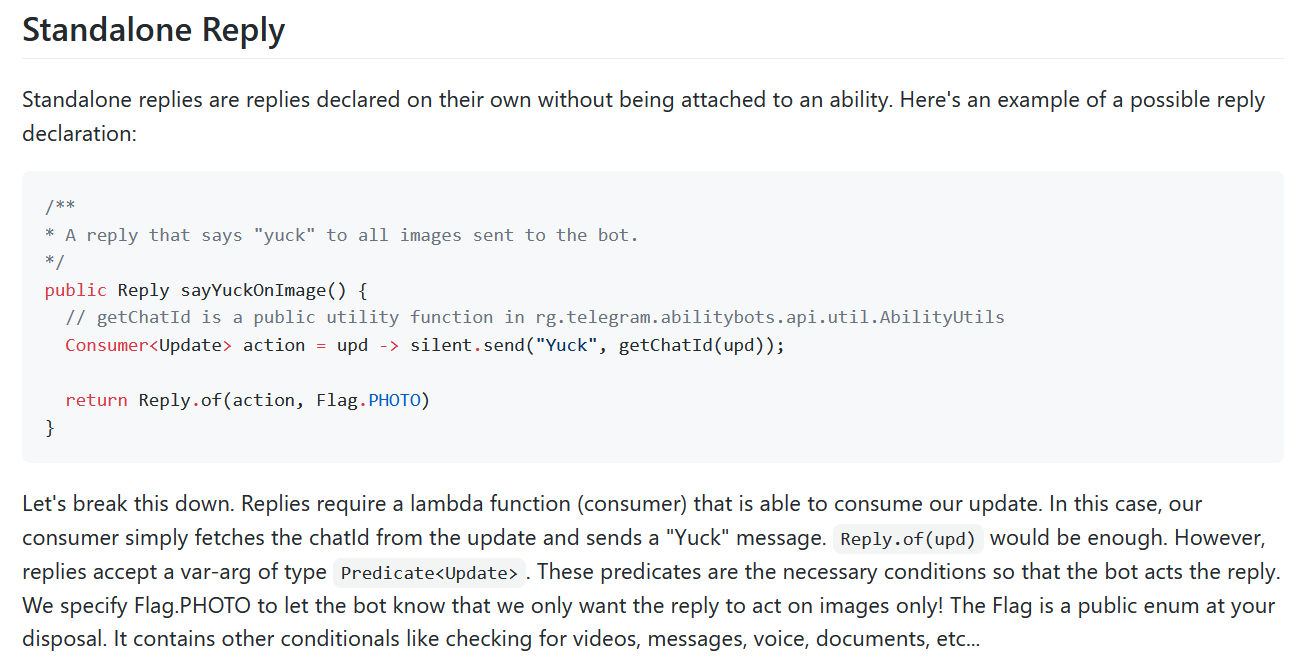 Standalone Reply
Standalone replies are replies declared on their own without being attached to an ability. Here's an example of a possible reply
declaration:
/**
* A reply that says "yuck" to all images sent to the bot.
*/
public Reply sayYuckOnImage() {
  // getChatId is a public utility function in rg.telegram.abilitybots.api.util.AbilityUtils
  Consumer<Update> action = upd -> silent.send("Yuck", getChatId(upd));
  return Reply.of(action, Flag.PHOTO)
}
Let's break this down. Replies require a lambda function (consumer) that is able to consume our update. In this case, our
consumer simply fetches the chatId from the update and sends a "Yuck" message. Reply.of(upd) would be enough. However,
replies accept a var-arg of type Predicate<Update> . These predicates are the necessary conditions so that the bot acts the reply.
We specify Flag.PHOTO to let the bot know that we only want the reply to act on images only! The Flag is a public enum at your
disposal. It contains other conditionals like checking for videos, messages, voice, documents, etc...